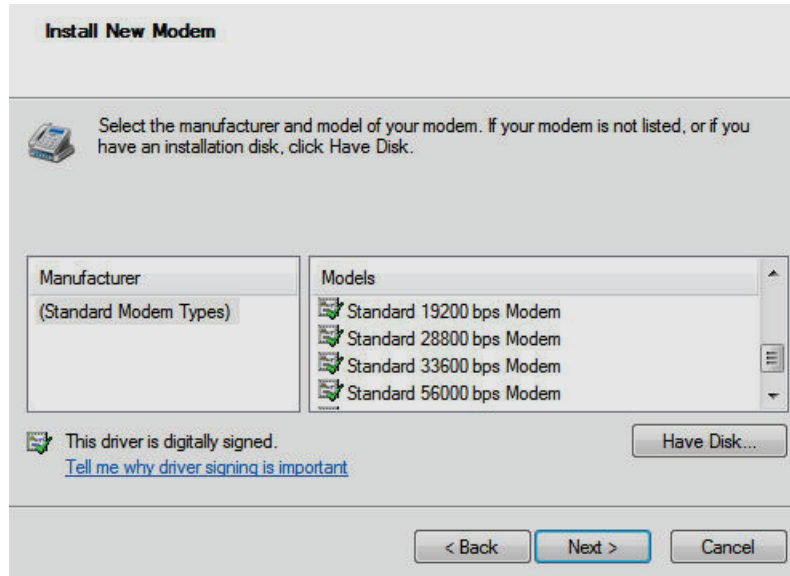 Install New Modem
Select the manufacturer and model of your modem. If your modem is not listed, or if you
have an installation disk, click Have Disk.
Manufacturer
(Standard Modem Types)
Models
Standard 19200 bps Modem
Standard 28800 bps Modem
Standard 33600 bps Modem
Standard 56000 bps Modem
This driver is digitally signed.
Tell me why driver signing is important
Have Disk...
< Back
Next >
Cancel